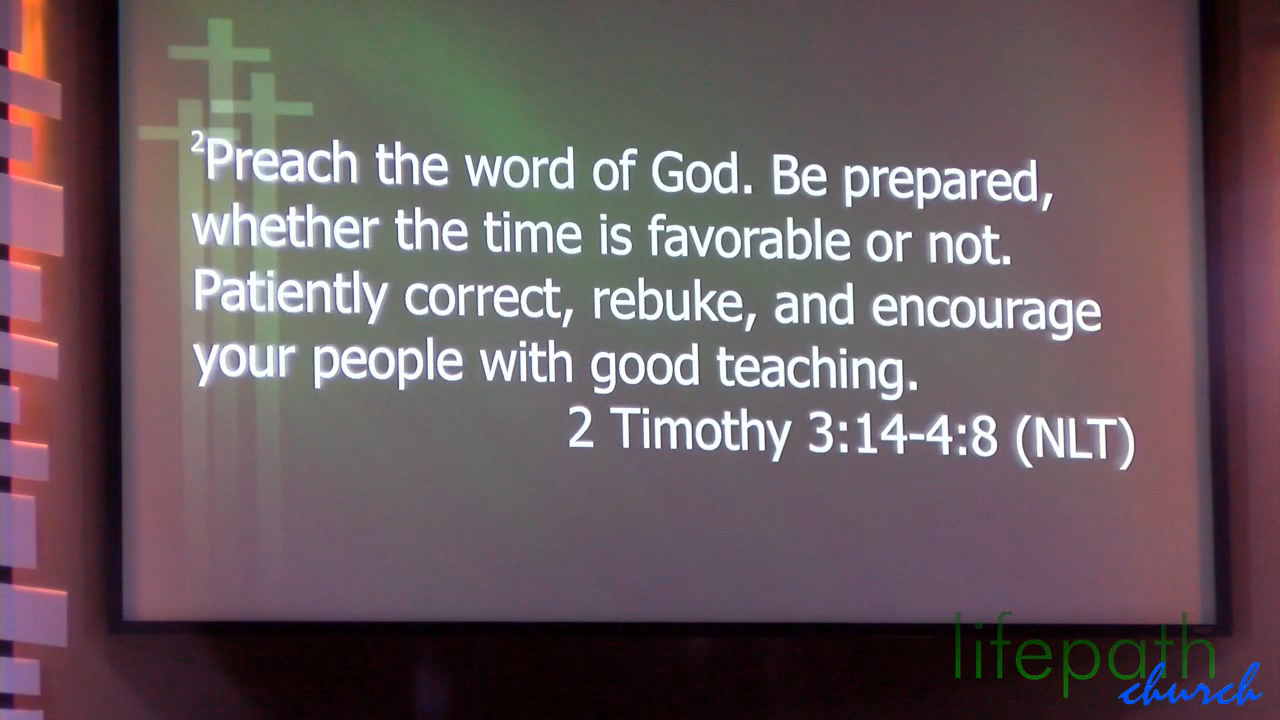 ²Preach the word of God. Be prepared,
whether the time is favorable or not.
Patiently correct, rebuke, and encourage
your people with good teaching.
2 Timothy 3:14-4:8 (NLT)
lifepath
church